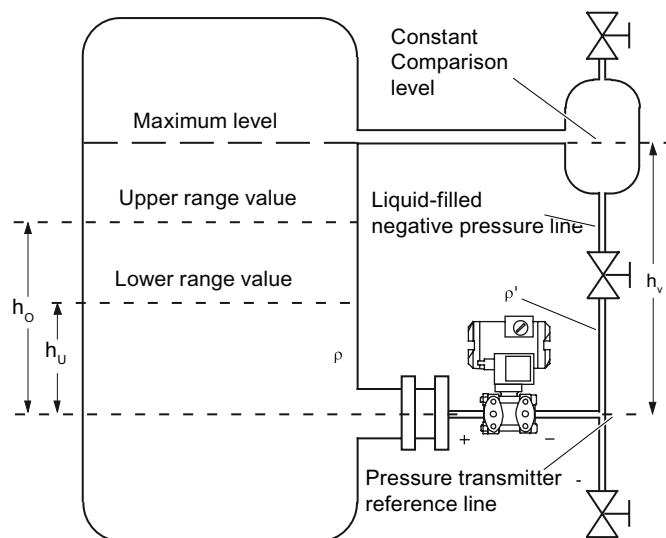 Constant
Comparison
level
Maximum level
Upper range value
Liquid-filled
negative pressure line
Lower range value
h_v
ρ'
h_O
h_U
ρ
+ −
Pressure transmitter -
reference line